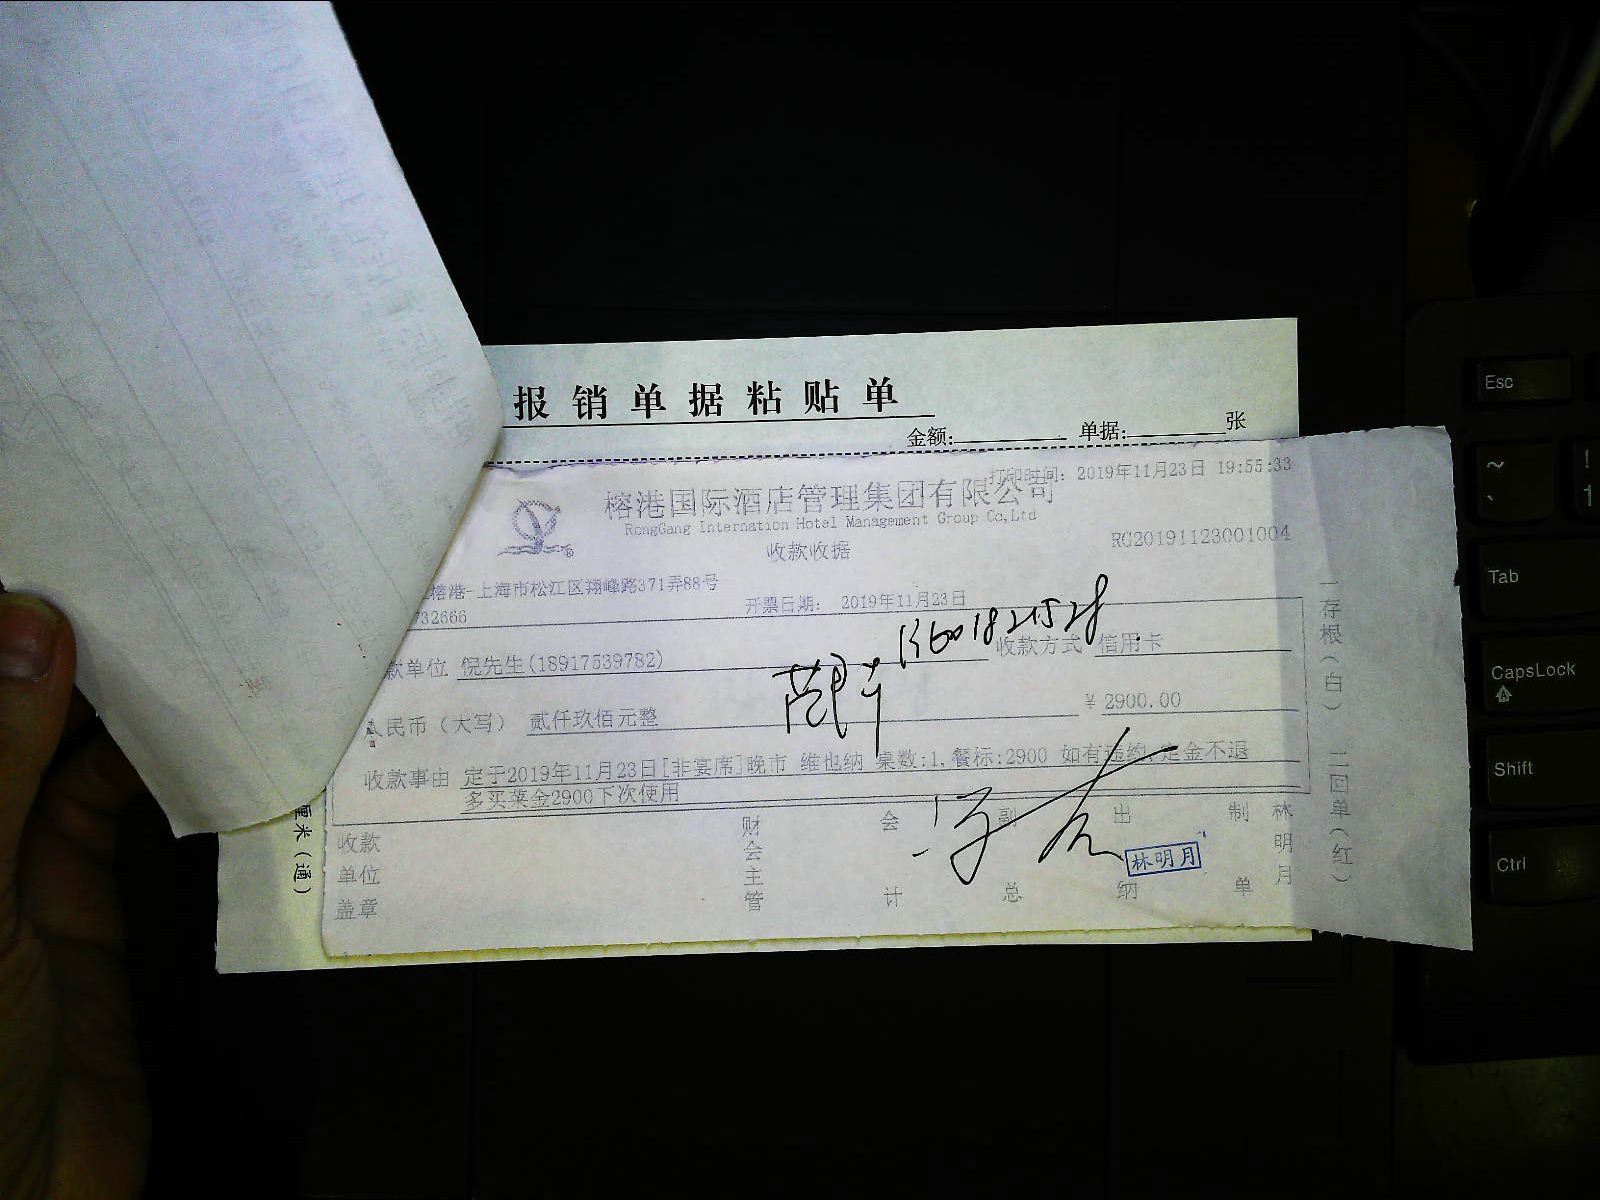 报销单据粘贴单
金额: 单据: 张
打印时间: 2019年11月23日 19:55:33
榕港国际酒店管理集团有限公司
RongGang Internation Hotel Management Group Co,Ltd
收款收据
RG20191123001004
榕港-上海市松江区翔峰路371弄88号
732666
开票日期: 2019年11月23日
款单位 倪先生(18917539782)
13601821528
收款方式 信用卡
人民币（大写） 贰仟玖佰元整
¥ 2900.00
收款事由 定于2019年11月23日[非宴席]晚市 维也纳 桌数:1,餐标:2900 如有违约,定金不退
多买菜金2900下次使用
收款单位盖章
财会主管
会计
副总
出纳
制单
林明月
林明月
一存根(白) 二回单(红)
厘米(通)
Esc
~
`
!
1
Tab
CapsLock
Shift
Ctrl